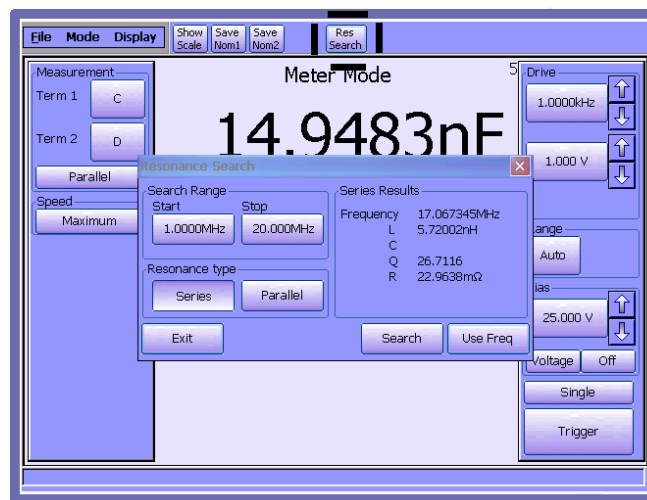 File Mode Display Show Scale Save Nom1 Save Nom2 Res Search
Measurement
Term 1 C
Term 2 D
Parallel
Speed
Maximum
Meter Mode 5
14.9483nF
Drive
1.0000kHz
1.000 V
ange
Auto
ias
25.000 V
Voltage Off
Single
Trigger
Resonance Search
Search Range
Start Stop
1.0000MHz 20.000MHz
Resonance type
Series Parallel
Series Results
Frequency 17.067345MHz
L 5.72002nH
C
Q 26.7116
R 22.9638mΩ
Exit Search Use Freq